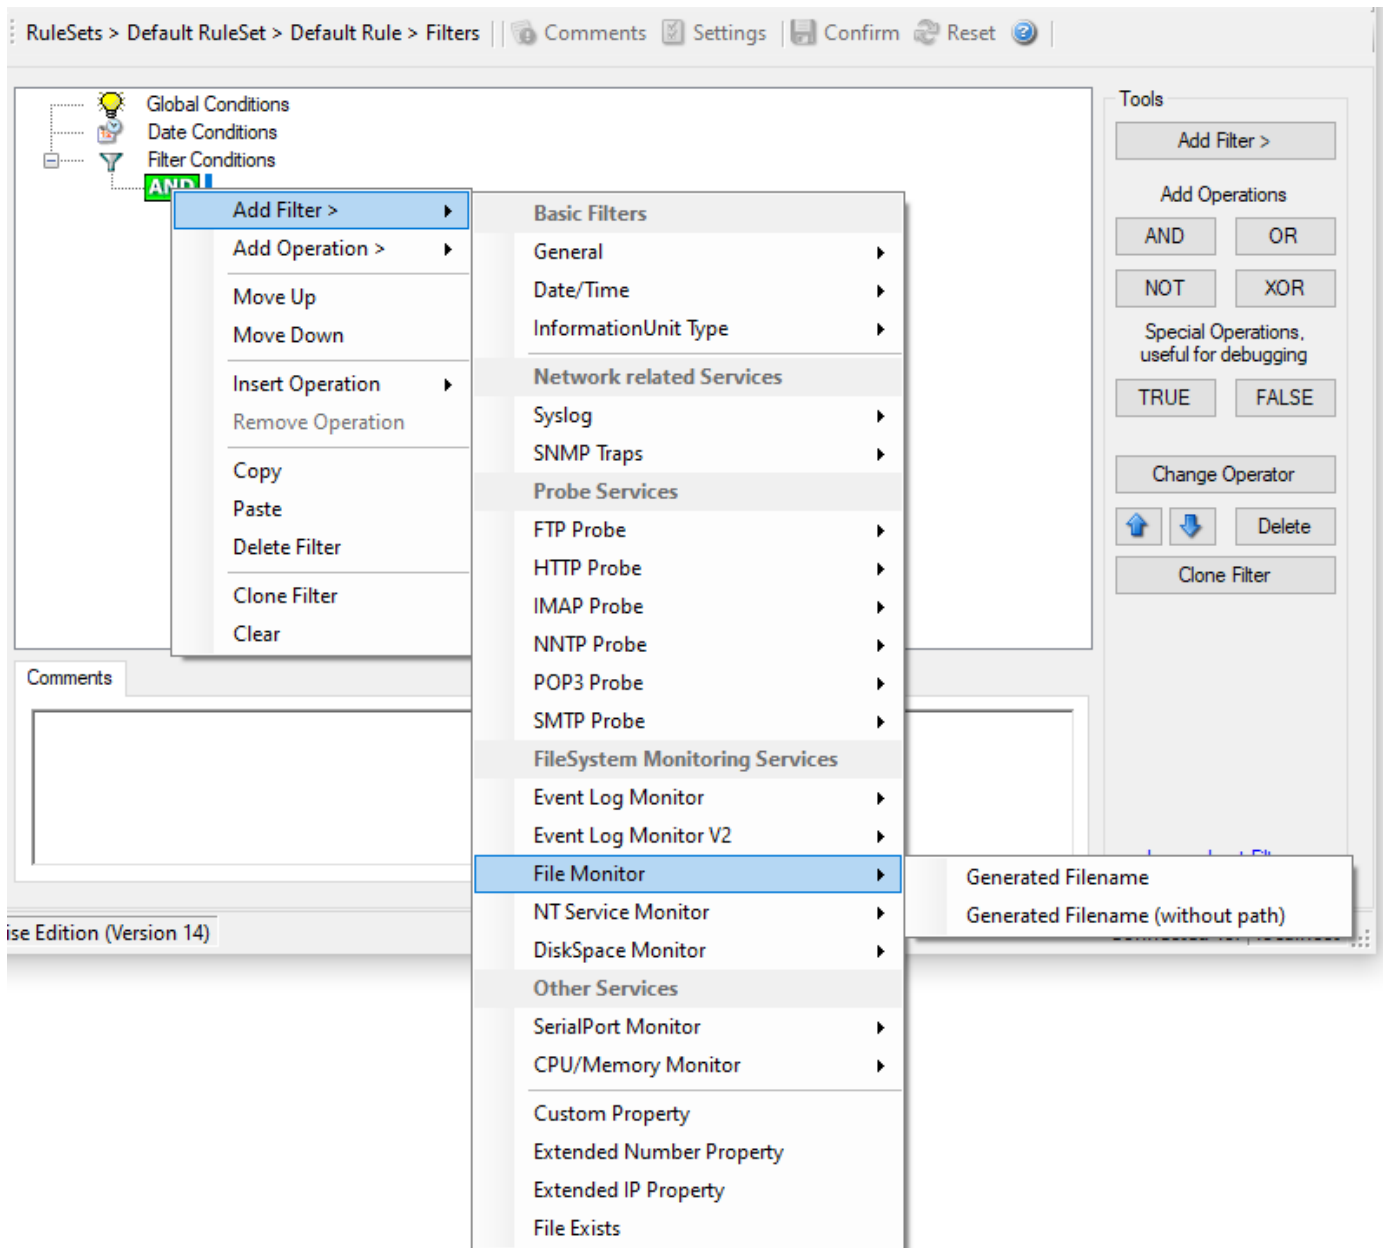 RuleSets > Default RuleSet > Default Rule > Filters Comments Settings Confirm Reset
Global Conditions
Date Conditions
Filter Conditions
AND
Add Filter >
Add Operation >
Move Up
Move Down
Insert Operation
Remove Operation
Copy
Paste
Delete Filter
Clone Filter
Clear
Basic Filters
General
Date/Time
InformationUnit Type
Network related Services
Syslog
SNMP Traps
Probe Services
FTP Probe
HTTP Probe
IMAP Probe
NNTP Probe
POP3 Probe
SMTP Probe
FileSystem Monitoring Services
Event Log Monitor
Event Log Monitor V2
File Monitor
NT Service Monitor
DiskSpace Monitor
Other Services
SerialPort Monitor
CPU/Memory Monitor
Custom Property
Extended Number Property
Extended IP Property
File Exists
Generated Filename
Generated Filename (without path)
Tools
Add Filter >
Add Operations
AND OR
NOT XOR
Special Operations,
useful for debugging
TRUE FALSE
Change Operator
Delete
Clone Filter
Comments
ise Edition (Version 14)